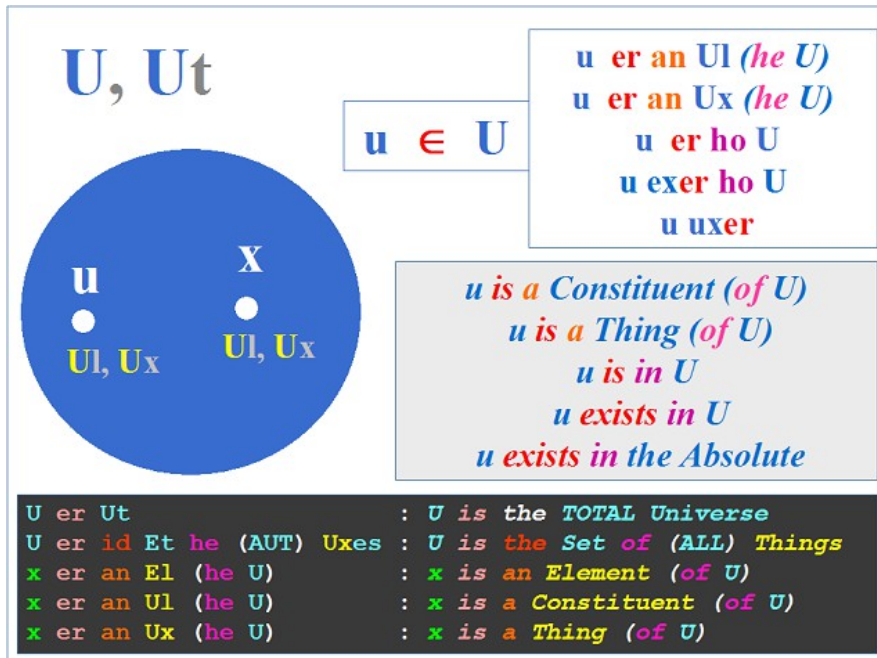 U, Ut
u ∈ U
u er an Ul (he U)
u er an Ux (he U)
u er ho U
u exer ho U
u uxer
u
Ul, Ux
x
Ul, Ux
u is a Constituent (of U)
u is a Thing (of U)
u is in U
u exists in U
u exists in the Absolute
U er Ut : U is the TOTAL Universe
U er id Et he (AUT) Uxes : U is the Set of (ALL) Things
x er an El (he U) : x is an Element (of U)
x er an Ul (he U) : x is a Constituent (of U)
x er an Ux (he U) : x is a Thing (of U)